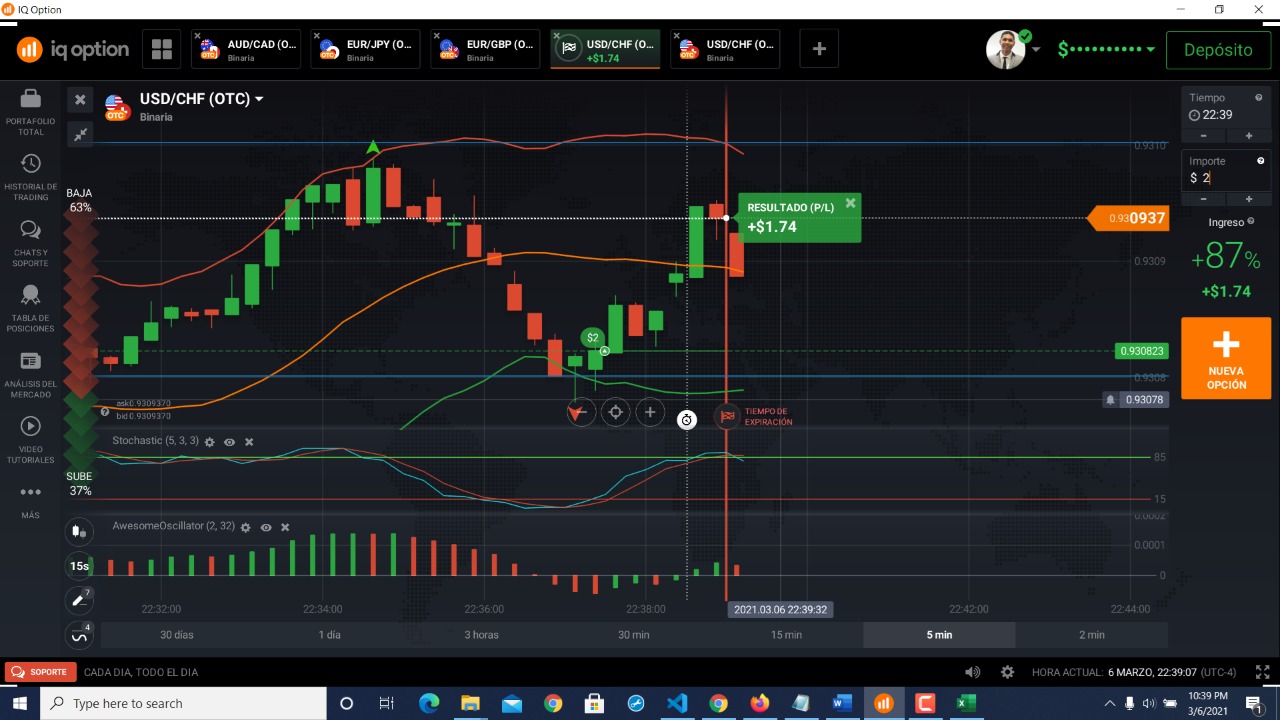 IQ Option
iq option
AUD/CAD (O...
Binaria
EUR/JPY (O...
Binaria
EUR/GBP (O...
Binaria
USD/CHF (O...
+$1.74
USD/CHF (O...
Binaria
$••••••••••
Depósito
PORTAFOLIO
TOTAL
HISTORIAL DE
TRADING
CHATS Y
SOPORTE
TABLA DE
POSICIONES
ANÁLISIS DEL
MERCADO
VIDEO
TUTORIALES
MÁS
OTC
USD/CHF (OTC)
Binaria
BAJA
63%
SUBE
37%
RESULTADO (P/L)
+$1.74
$2
TIEMPO DE
EXPIRACIÓN
ask0.9309370
bid0.9309370
0.9310
0.930937
0.9309
0.930823
0.9308
0.93078
Stochastic (5, 3, 3)
85
15
AwesomeOscillator (2, 32)
0.0002
0.0001
0
15s
7
4
22:32:00
22:34:00
22:36:00
22:38:00
2021.03.06 22:39:32
22:42:00
22:44:00
30 días
1 día
3 horas
30 min
15 min
5 min
2 min
Tiempo
22:39
- +
Importe
$ 2
- +
Ingreso
+87%
+$1.74
NUEVA
OPCIÓN
SOPORTE
CADA DIA, TODO EL DIA
HORA ACTUAL: 6 MARZO, 22:39:07 (UTC-4)
Type here to search
10:39 PM
3/6/2021
1